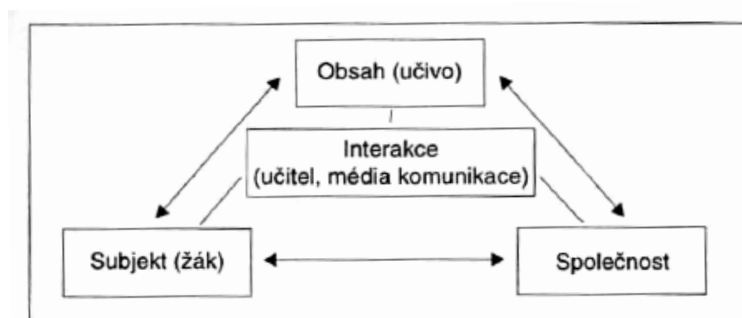 Obsah (učivo)
Interakce
(učitel, média komunikace)
Subjekt (žák)
Společnost